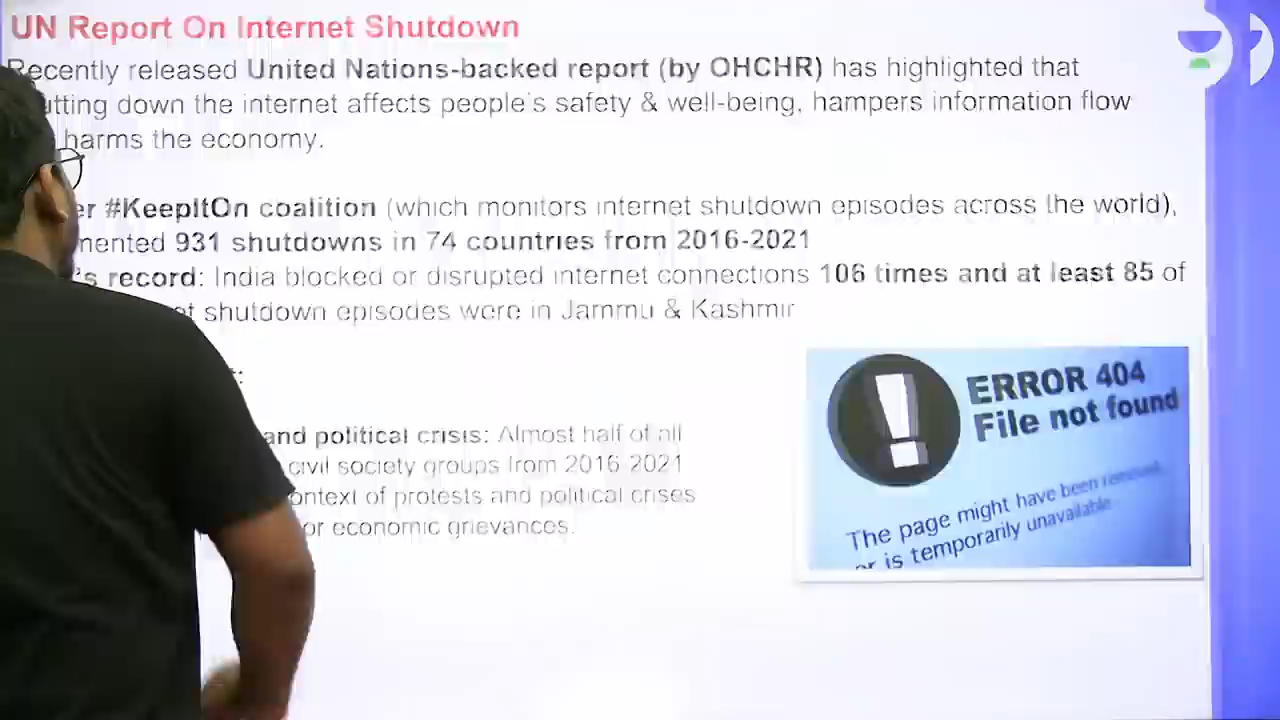 UN Report On Internet Shutdown
Recently released United Nations-backed report (by OHCHR) has highlighted that
utting down the internet affects people's safety & well-being, hampers information flow
harms the economy.
er #KeepItOn coalition (which monitors internet shutdown episodes across the world),
mented 931 shutdowns in 74 countries from 2016-2021
's record: India blocked or disrupted internet connections 106 times and at least 85 of
et shutdown episodes were in Jammu & Kashmir
:
and political crisis: Almost half of all
civil society groups from 2016-2021
ontext of protests and political crises
or economic grievances.
ERROR 404
File not found
The page might have been removed
or is temporarily unavailable